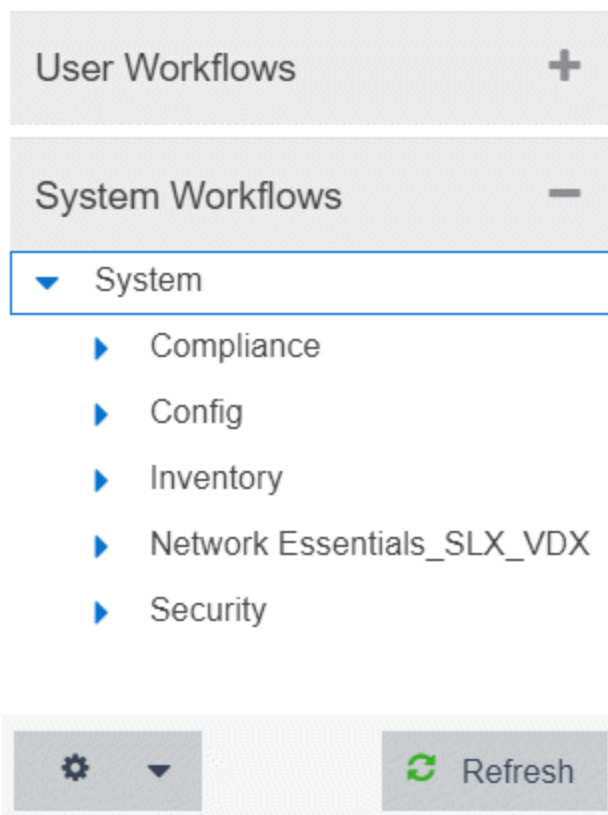 User Workflows
System Workflows
System
Compliance
Config
Inventory
Network Essentials_SLX_VDX
Security
Refresh